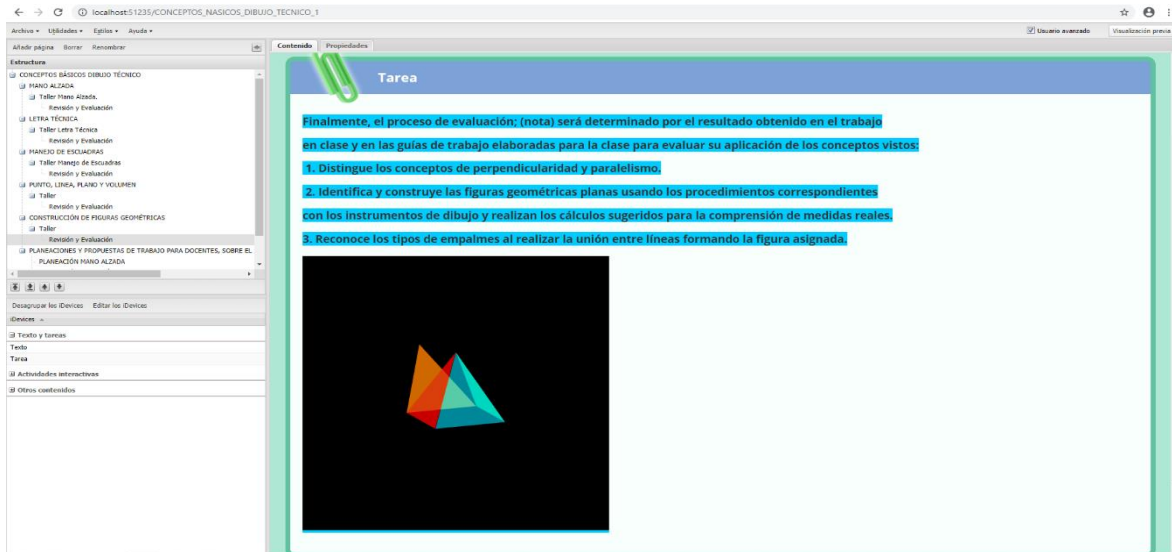 localhost:51235/CONCEPTOS_NASICOS_DIBUJO_TECNICO_1
Archivo Utilidades Estilos Ayuda
Usuario avanzado
Visualización previa
Añadir página Borrar Renombrar
Contenido Propiedades
Estructura
CONCEPTOS BÁSICOS DIBUJO TÉCNICO
MANO ALZADA
Taller Mano Alzada.
Revisión y Evaluación
LETRA TÉCNICA
Taller Letra Técnica
Revisión y Evaluación
MANEJO DE ESCUADRAS
Taller Manejo de Escuadras
Revisión y Evaluación
PUNTO, LINEA, PLANO Y VOLUMEN
Taller
Revisión y Evaluación
CONSTRUCCIÓN DE FIGURAS GEOMÉTRICAS
Taller
Revisión y Evaluación
PLANEACIONES Y PROPUESTAS DE TRABAJO PARA DOCENTES, SOBRE EL
PLANEACIÓN MANO ALZADA
Desagrupar los iDevices Editar los iDevices
iDevices
Texto y tareas
Texto
Tarea
Actividades interactivas
Otros contenidos
Tarea
Finalmente, el proceso de evaluación; (nota) será determinado por el resultado obtenido en el trabajo
en clase y en las guías de trabajo elaboradas para la clase para evaluar su aplicación de los conceptos vistos:
1. Distingue los conceptos de perpendicularidad y paralelismo.
2. Identifica y construye las figuras geométricas planas usando los procedimientos correspondientes
con los instrumentos de dibujo y realizan los cálculos sugeridos para la comprensión de medidas reales.
3. Reconoce los tipos de empalmes al realizar la unión entre líneas formando la figura asignada.